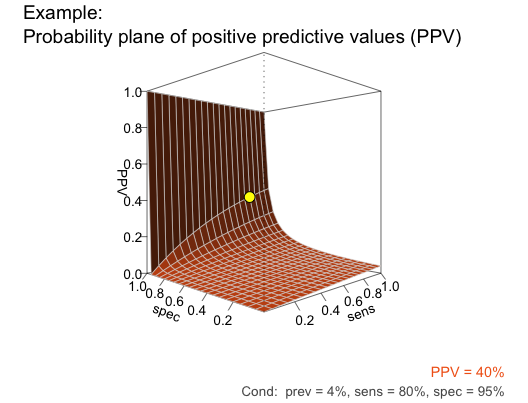 Example:
Probability plane of positive predictive values (PPV)
1.0
0.8
0.6
0.4
0.2
0.0
PPV
1.0
0.8
0.6
0.4
0.2
spec
0.2
0.4
0.6
0.8
1.0
sens
PPV = 40%
Cond: prev = 4%, sens = 80%, spec = 95%